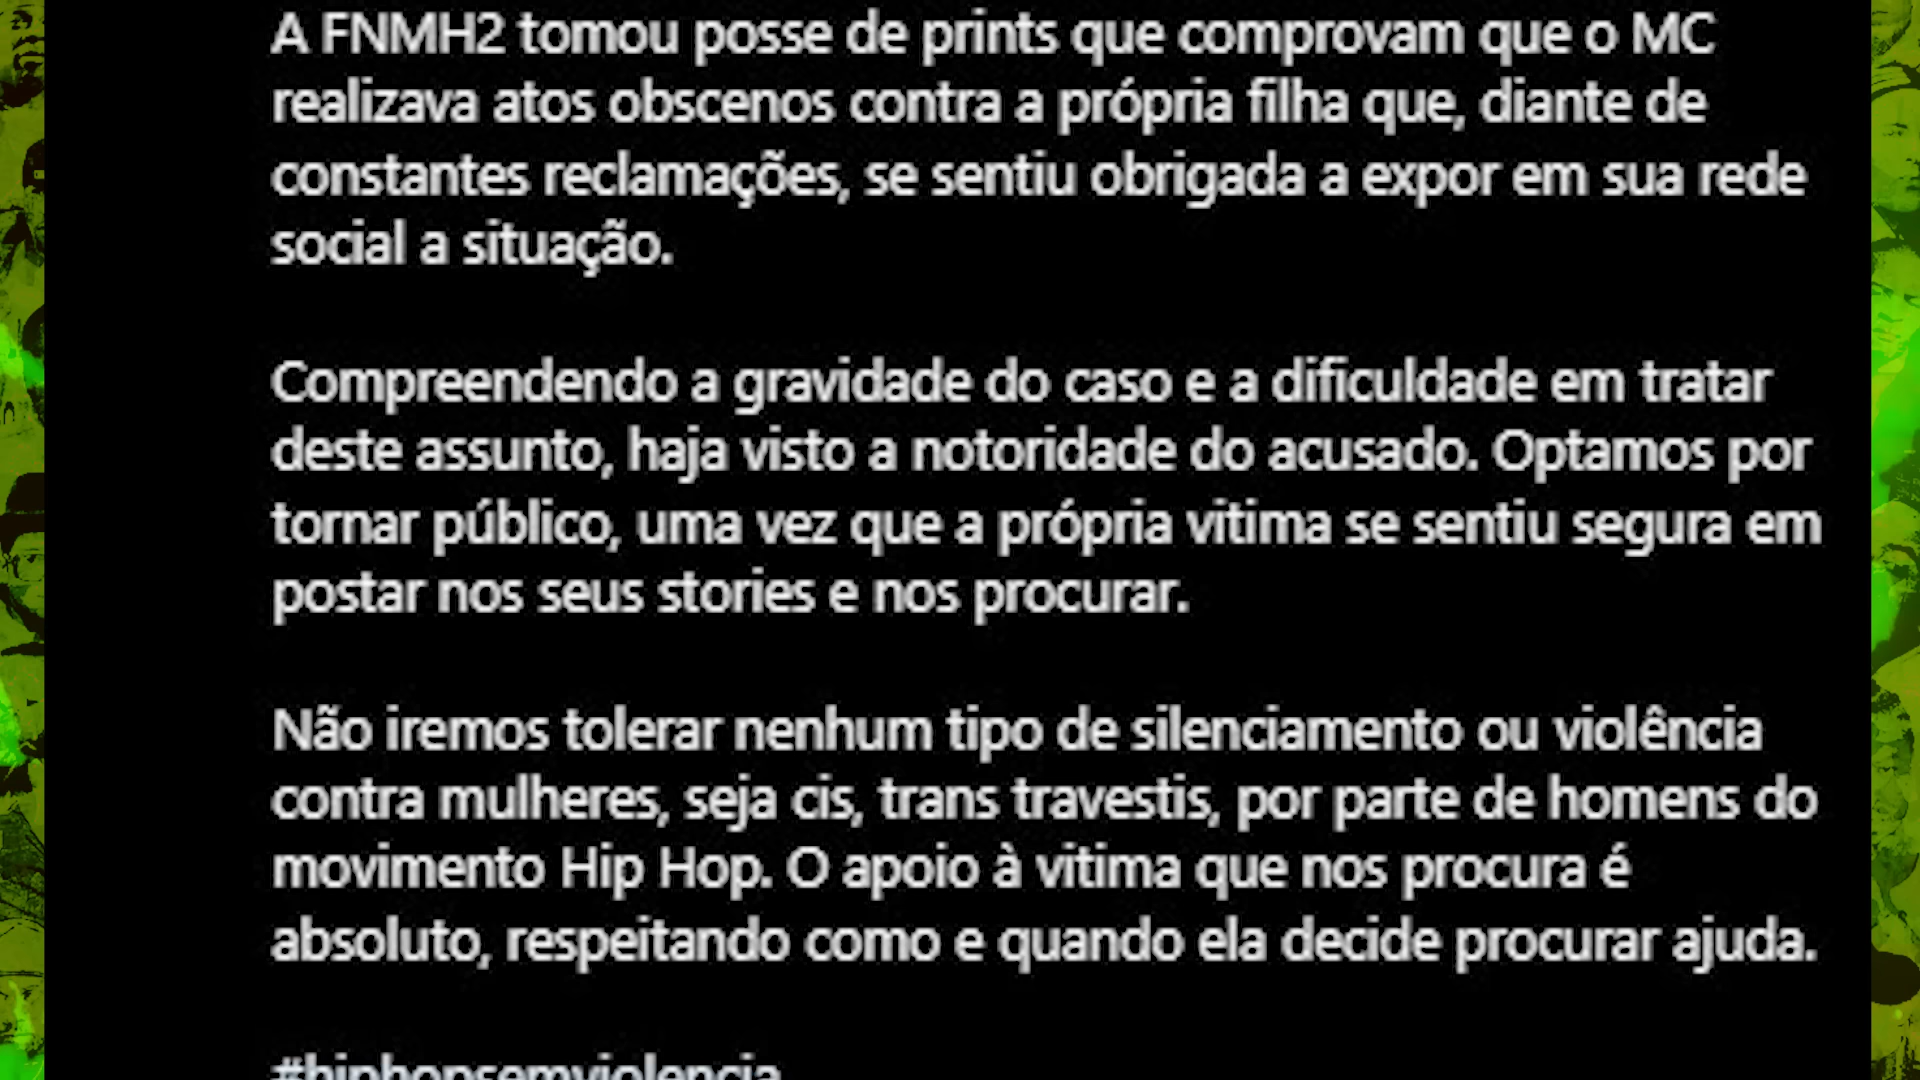 A FNMH2 tomou posse de prints que comprovam que o MC
realizava atos obscenos contra a própria filha que, diante de
constantes reclamações, se sentiu obrigada a expor em sua rede
social a situação.
Compreendendo a gravidade do caso e a dificuldade em tratar
deste assunto, haja visto a notoridade do acusado. Optamos por
tornar público, uma vez que a própria vitima se sentiu segura em
postar nos seus stories e nos procurar.
Não iremos tolerar nenhum tipo de silenciamento ou violência
contra mulheres, seja cis, trans travestis, por parte de homens do
movimento Hip Hop. O apoio à vitima que nos procura é
absoluto, respeitando como e quando ela decide procurar ajuda.
#hiphopsemviolencia